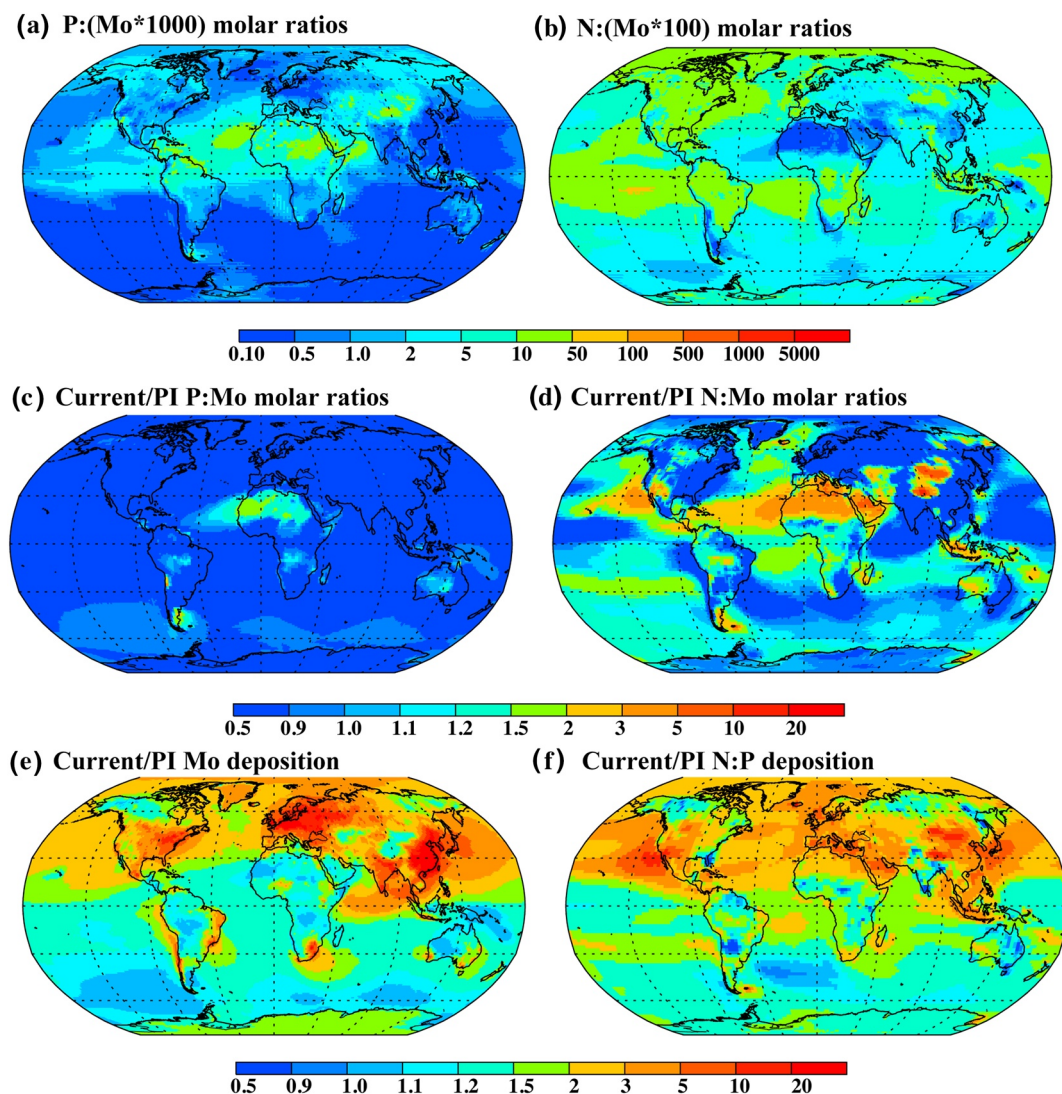 (a) P:(Mo*1000) molar ratios
(b) N:(Mo*100) molar ratios
0.10 0.5 1.0 2 5 10 50 100 500 1000 5000
(c) Current/PI P:Mo molar ratios
(d) Current/PI N:Mo molar ratios
0.5 0.9 1.0 1.1 1.2 1.5 2 3 5 10 20
(e) Current/PI Mo deposition
(f) Current/PI N:P deposition
0.5 0.9 1.0 1.1 1.2 1.5 2 3 5 10 20